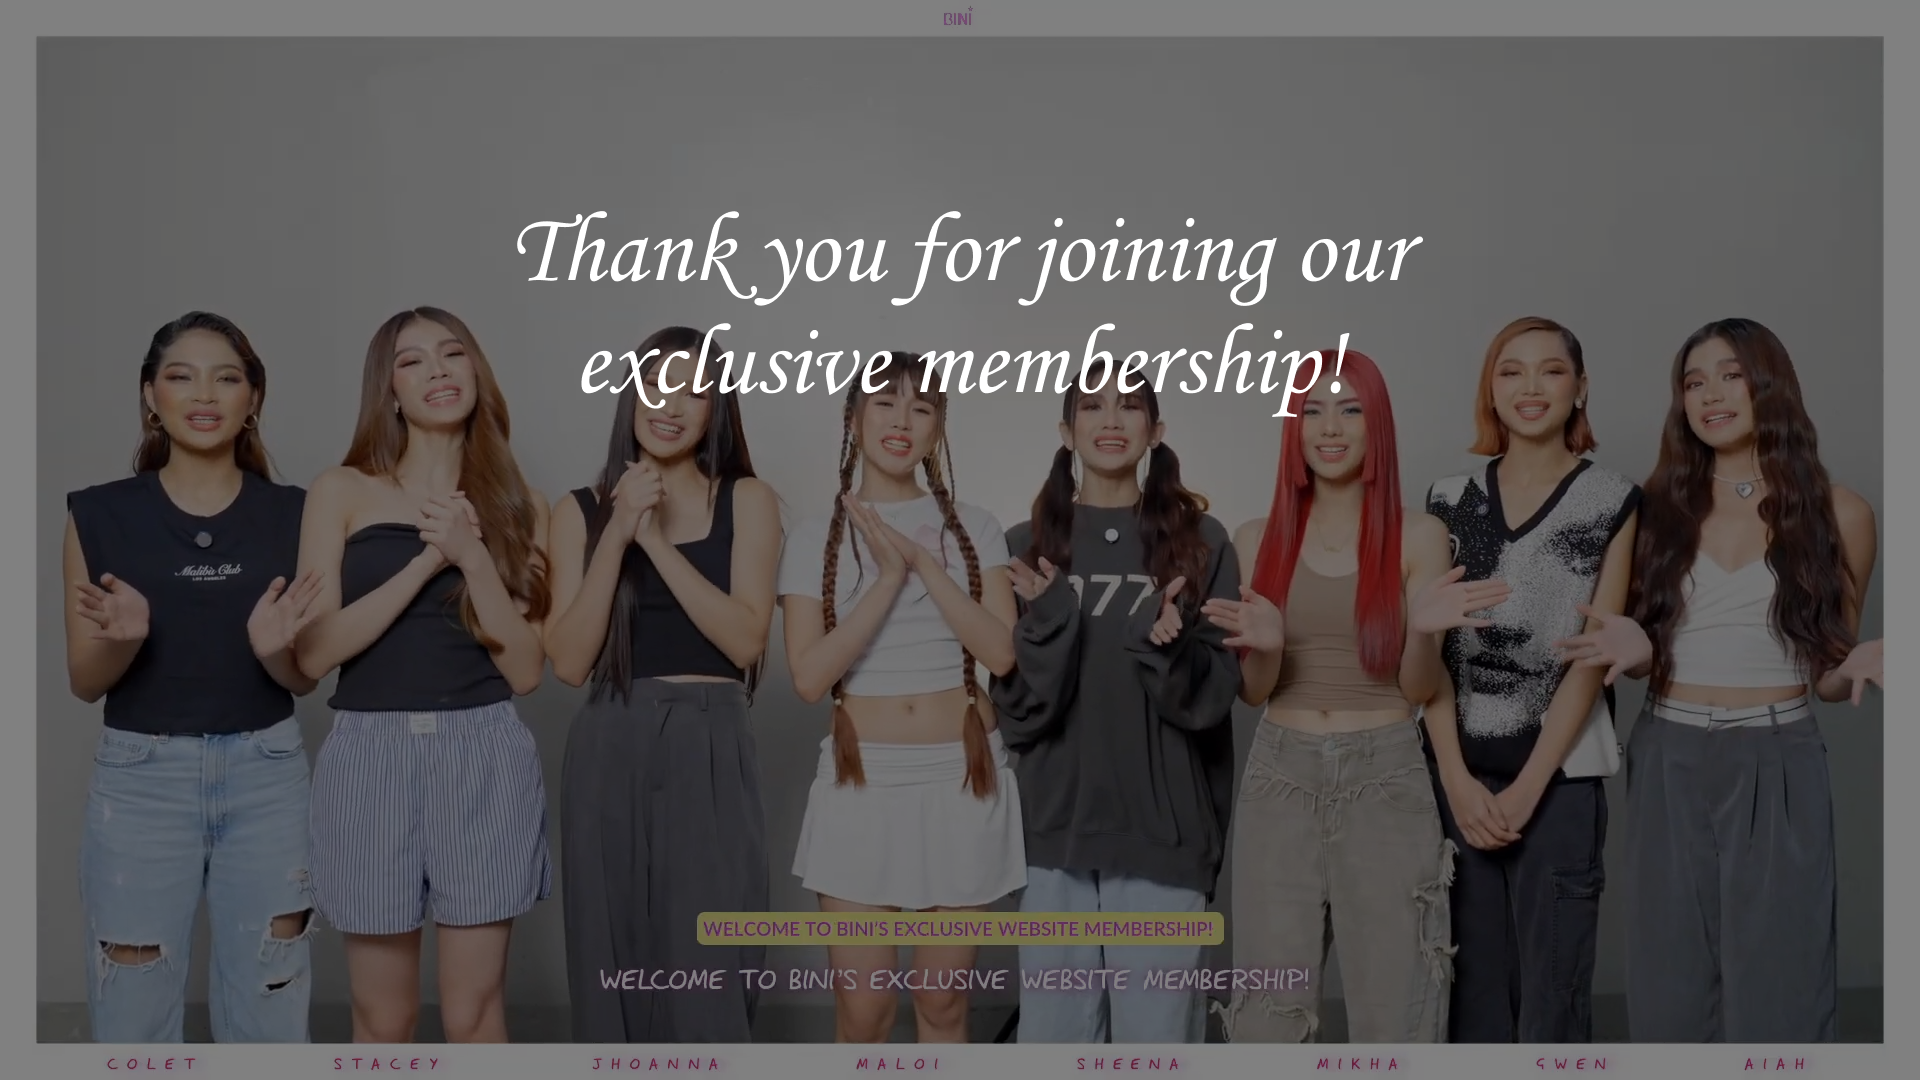 BINI
Thank you for joining our
exclusive membership!
Malibu Club
LOS ANGELES
977
WELCOME TO BINI'S EXCLUSIVE WEBSITE MEMBERSHIP!
WELCOME TO BINI'S EXCLUSIVE WEBSITE MEMBERSHIP!
COLET STACEY JHOANNA MALOI SHEENA MIKHA GWEN AIAH